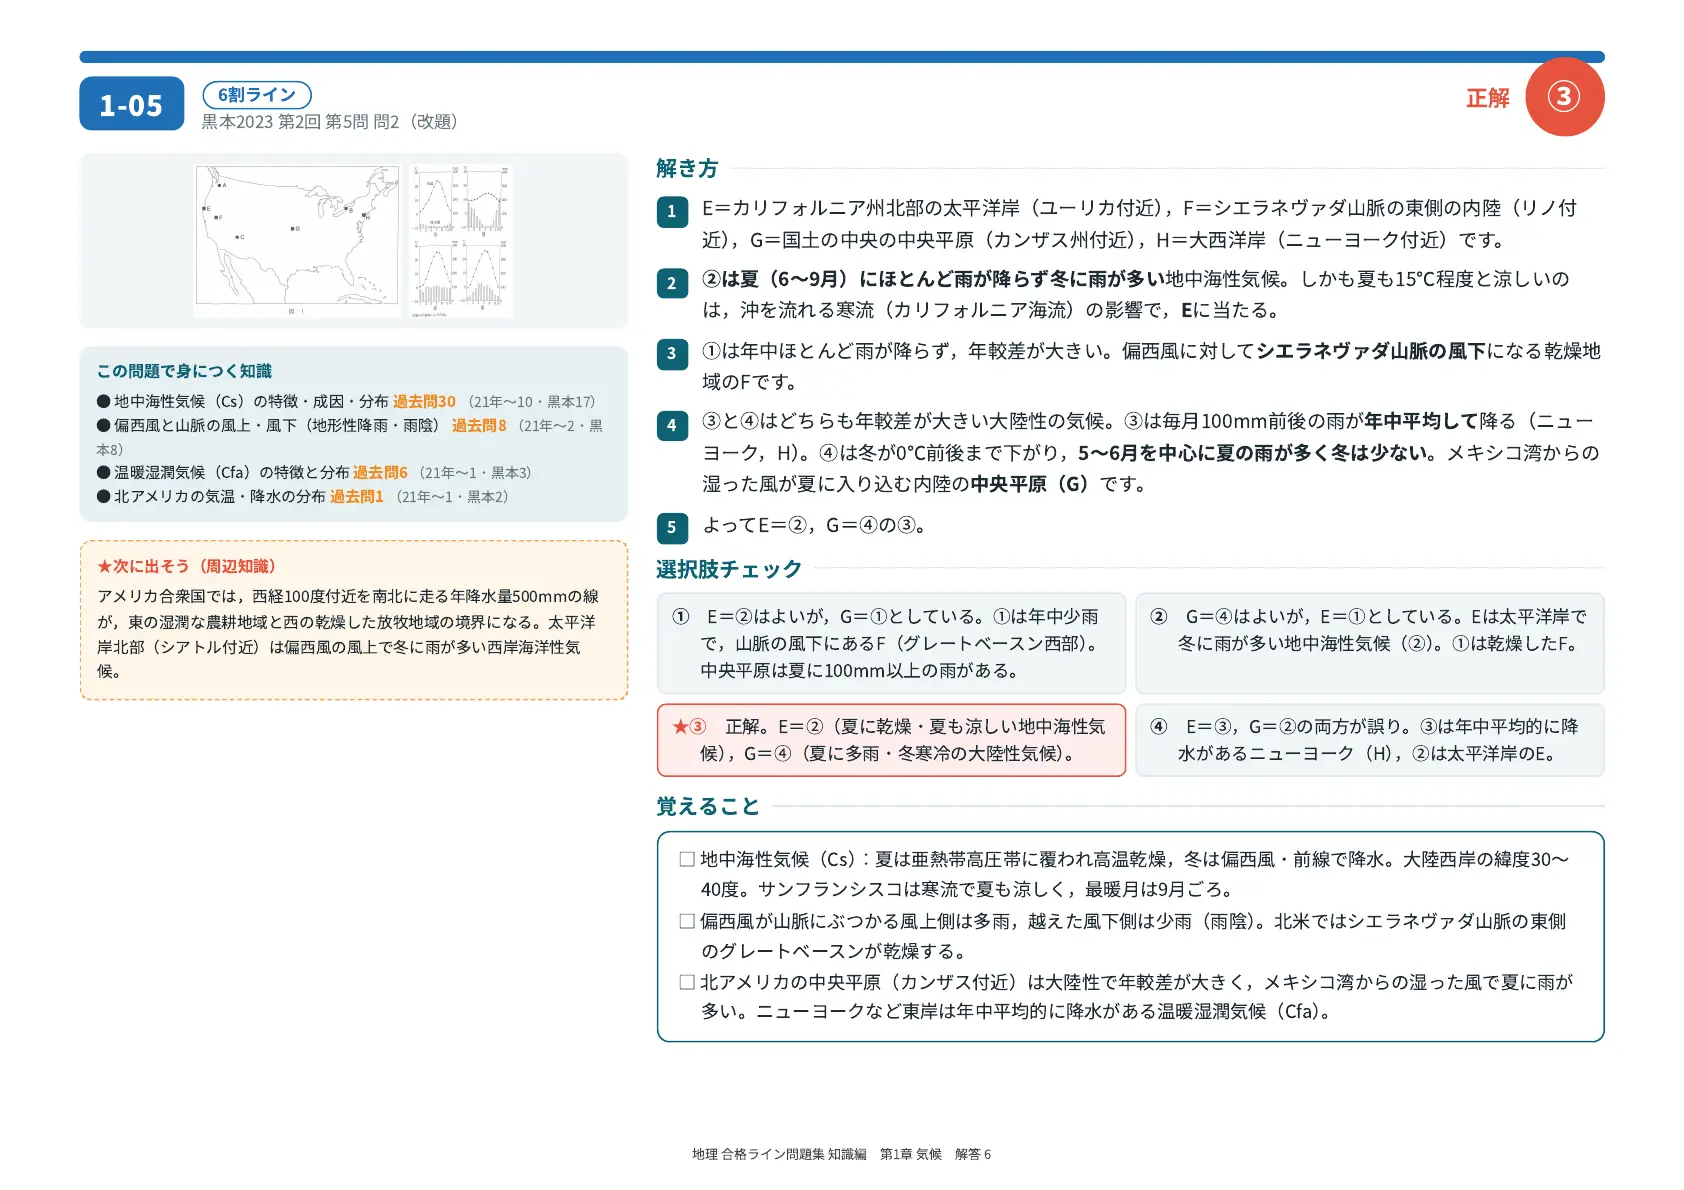 1-05
6割ライン
黒本2023 第2回 第5問 問2（改題）
正解 ③
A
E
F
B
H
G
C
図 1
この問題で身につく知識
● 地中海性気候（Cs）の特徴・成因・分布 過去問30 （21年〜10・黒本17）
● 偏西風と山脈の風上・風下（地形性降雨・雨陰） 過去問8 （21年〜2・黒
本8）
● 温暖湿潤気候（Cfa）の特徴と分布 過去問6 （21年〜1・黒本3）
● 北アメリカの気温・降水の分布 過去問1 （21年〜1・黒本2）
★次に出そう（周辺知識）
アメリカ合衆国では，西経100度付近を南北に走る年降水量500mmの線
が，東の湿潤な農耕地域と西の乾燥した放牧地域の境界になる。太平洋
岸北部（シアトル付近）は偏西風の風上で冬に雨が多い西岸海洋性気
候。
解き方
1 E＝カリフォルニア州北部の太平洋岸（ユーリカ付近），F＝シエラネヴァダ山脈の東側の内陸（リノ付
近），G＝国土の中央の中央平原（カンザス州付近），H＝大西洋岸（ニューヨーク付近）です。
2 ②は夏（6〜9月）にほとんど雨が降らず冬に雨が多い地中海性気候。しかも夏も15℃程度と涼しいの
は，沖を流れる寒流（カリフォルニア海流）の影響で，Eに当たる。
3 ①は年中ほとんど雨が降らず，年較差が大きい。偏西風に対してシエラネヴァダ山脈の風下になる乾燥地
域のFです。
4 ③と④はどちらも年較差が大きい大陸性の気候。③は毎月100mm前後の雨が年中平均して降る（ニュー
ヨーク，H）。④は冬が0℃前後まで下がり，5〜6月を中心に夏の雨が多く冬は少ない。メキシコ湾からの
湿った風が夏に入り込む内陸の中央平原（G）です。
5 よってE＝②，G＝④の③。
選択肢チェック
① E＝②はよいが，G＝①としている。①は年中少雨
で，山脈の風下にあるF（グレートベースン西部）。
中央平原は夏に100mm以上の雨がある。
② G＝④はよいが，E＝①としている。Eは太平洋岸で
冬に雨が多い地中海性気候（②）。①は乾燥したF。
★③ 正解。E＝②（夏に乾燥・夏も涼しい地中海性気
候），G＝④（夏に多雨・冬寒冷の大陸性気候）。
④ E＝③，G＝②の両方が誤り。③は年中平均的に降
水があるニューヨーク（H），②は太平洋岸のE。
覚えること
□ 地中海性気候（Cs）：夏は亜熱帯高圧帯に覆われ高温乾燥，冬は偏西風・前線で降水。大陸西岸の緯度30〜
40度。サンフランシスコは寒流で夏も涼しく，最暖月は9月ごろ。
□ 偏西風が山脈にぶつかる風上側は多雨，越えた風下側は少雨（雨陰）。北米ではシエラネヴァダ山脈の東側
のグレートベースンが乾燥する。
□ 北アメリカの中央平原（カンザス付近）は大陸性で年較差が大きく，メキシコ湾からの湿った風で夏に雨が
多い。ニューヨークなど東岸は年中平均的に降水がある温暖湿潤気候（Cfa）。
地理 合格ライン問題集 知識編 第1章 気候 解答 6